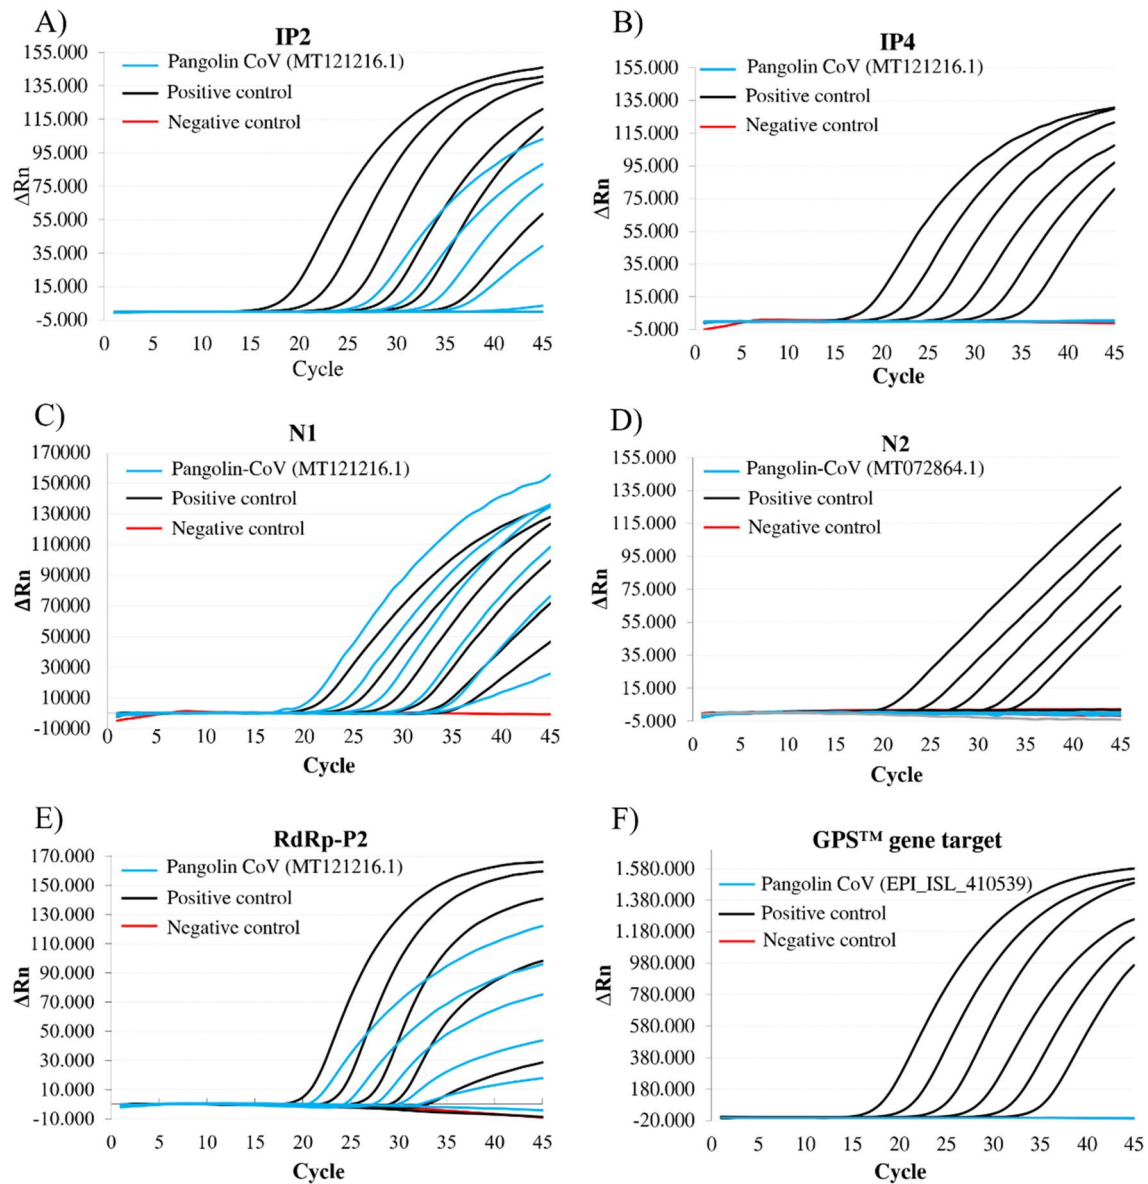 A)
IP2
155.000
135.000
115.000
95.000
75.000
55.000
35.000
15.000
-5.000
ΔRn
Pangolin CoV (MT121216.1)
Positive control
Negative control
0 5 10 15 20 25 30 35 40 45
Cycle
B)
IP4
155.000
135.000
115.000
95.000
75.000
55.000
35.000
15.000
-5.000
ΔRn
Pangolin CoV (MT121216.1)
Positive control
Negative control
0 5 10 15 20 25 30 35 40 45
Cycle
C)
N1
170000
150000
130000
110000
90000
70000
50000
30000
10000
-10000
ΔRn
Pangolin-CoV (MT121216.1)
Positive control
Negative control
0 5 10 15 20 25 30 35 40 45
Cycle
D)
N2
155.000
135.000
115.000
95.000
75.000
55.000
35.000
15.000
-5.000
ΔRn
Pangolin-CoV (MT072864.1)
Positive control
Negative control
0 5 10 15 20 25 30 35 40 45
Cycle
E)
RdRp-P2
170.000
150.000
130.000
110.000
90.000
70.000
50.000
30.000
10.000
-10.000
ΔRn
Pangolin CoV (MT121216.1)
Positive control
Negative control
0 5 10 15 20 25 30 35 40 45
Cycle
F)
GPS™ gene target
1.580.000
1.380.000
1.180.000
980.000
780.000
580.000
380.000
180.000
-20.000
ΔRn
Pangolin CoV (EPI_ISL_410539)
Positive control
Negative control
0 5 10 15 20 25 30 35 40 45
Cycle